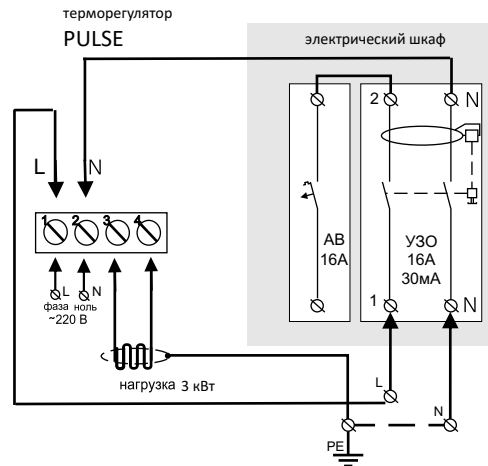 терморегулятор
PULSE
электрический шкаф
2
N
L
N
1
2
3
4
АВ
16А
УЗО
16А
30мА
L
N
фаза
ноль
~220 В
1
N
нагрузка 3 кВт
L
N
PE